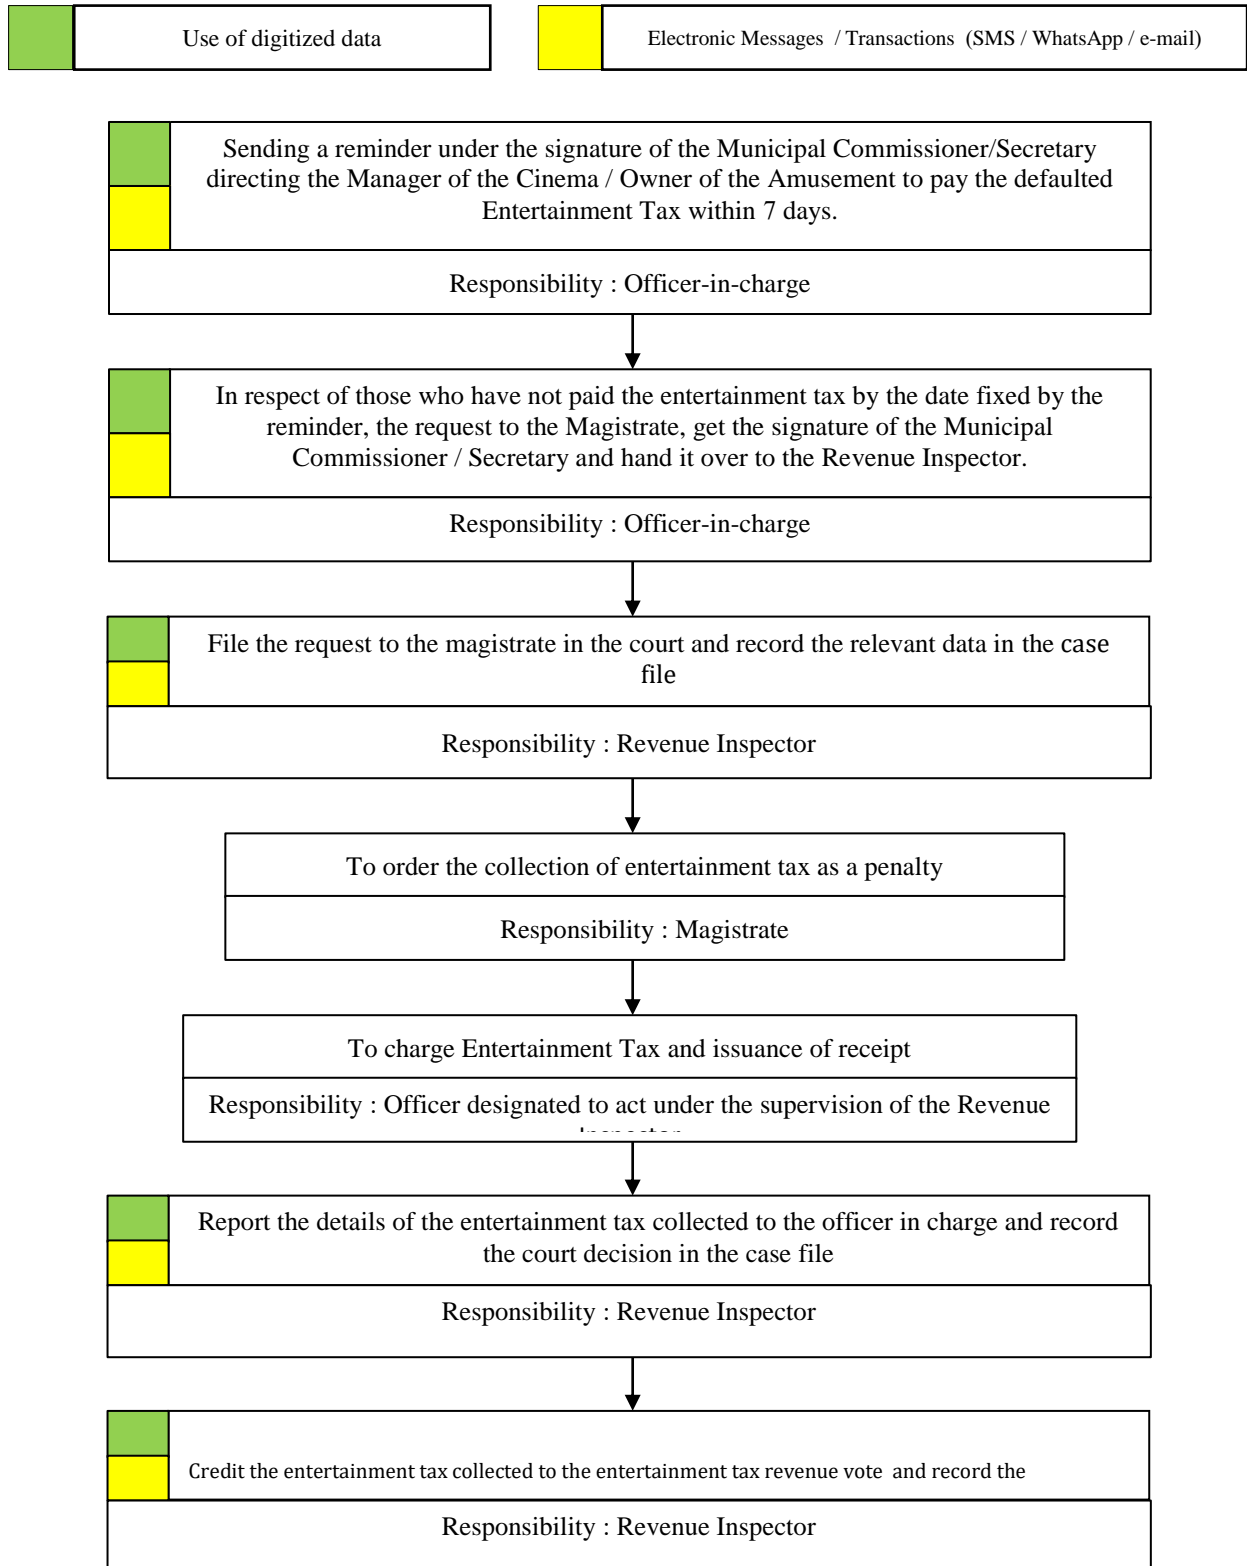 Use of digitized data
Electronic Messages / Transactions (SMS / WhatsApp / e-mail)
Sending a reminder under the signature of the Municipal Commissioner/Secretary
directing the Manager of the Cinema / Owner of the Amusement to pay the defaulted
Entertainment Tax within 7 days.
Responsibility : Officer-in-charge
In respect of those who have not paid the entertainment tax by the date fixed by the
reminder, the request to the Magistrate, get the signature of the Municipal
Commissioner / Secretary and hand it over to the Revenue Inspector.
Responsibility : Officer-in-charge
File the request to the magistrate in the court and record the relevant data in the case
file
Responsibility : Revenue Inspector
To order the collection of entertainment tax as a penalty
Responsibility : Magistrate
To charge Entertainment Tax and issuance of receipt
Responsibility : Officer designated to act under the supervision of the Revenue
Report the details of the entertainment tax collected to the officer in charge and record
the court decision in the case file
Responsibility : Revenue Inspector
Credit the entertainment tax collected to the entertainment tax revenue vote and record the
Responsibility : Revenue Inspector